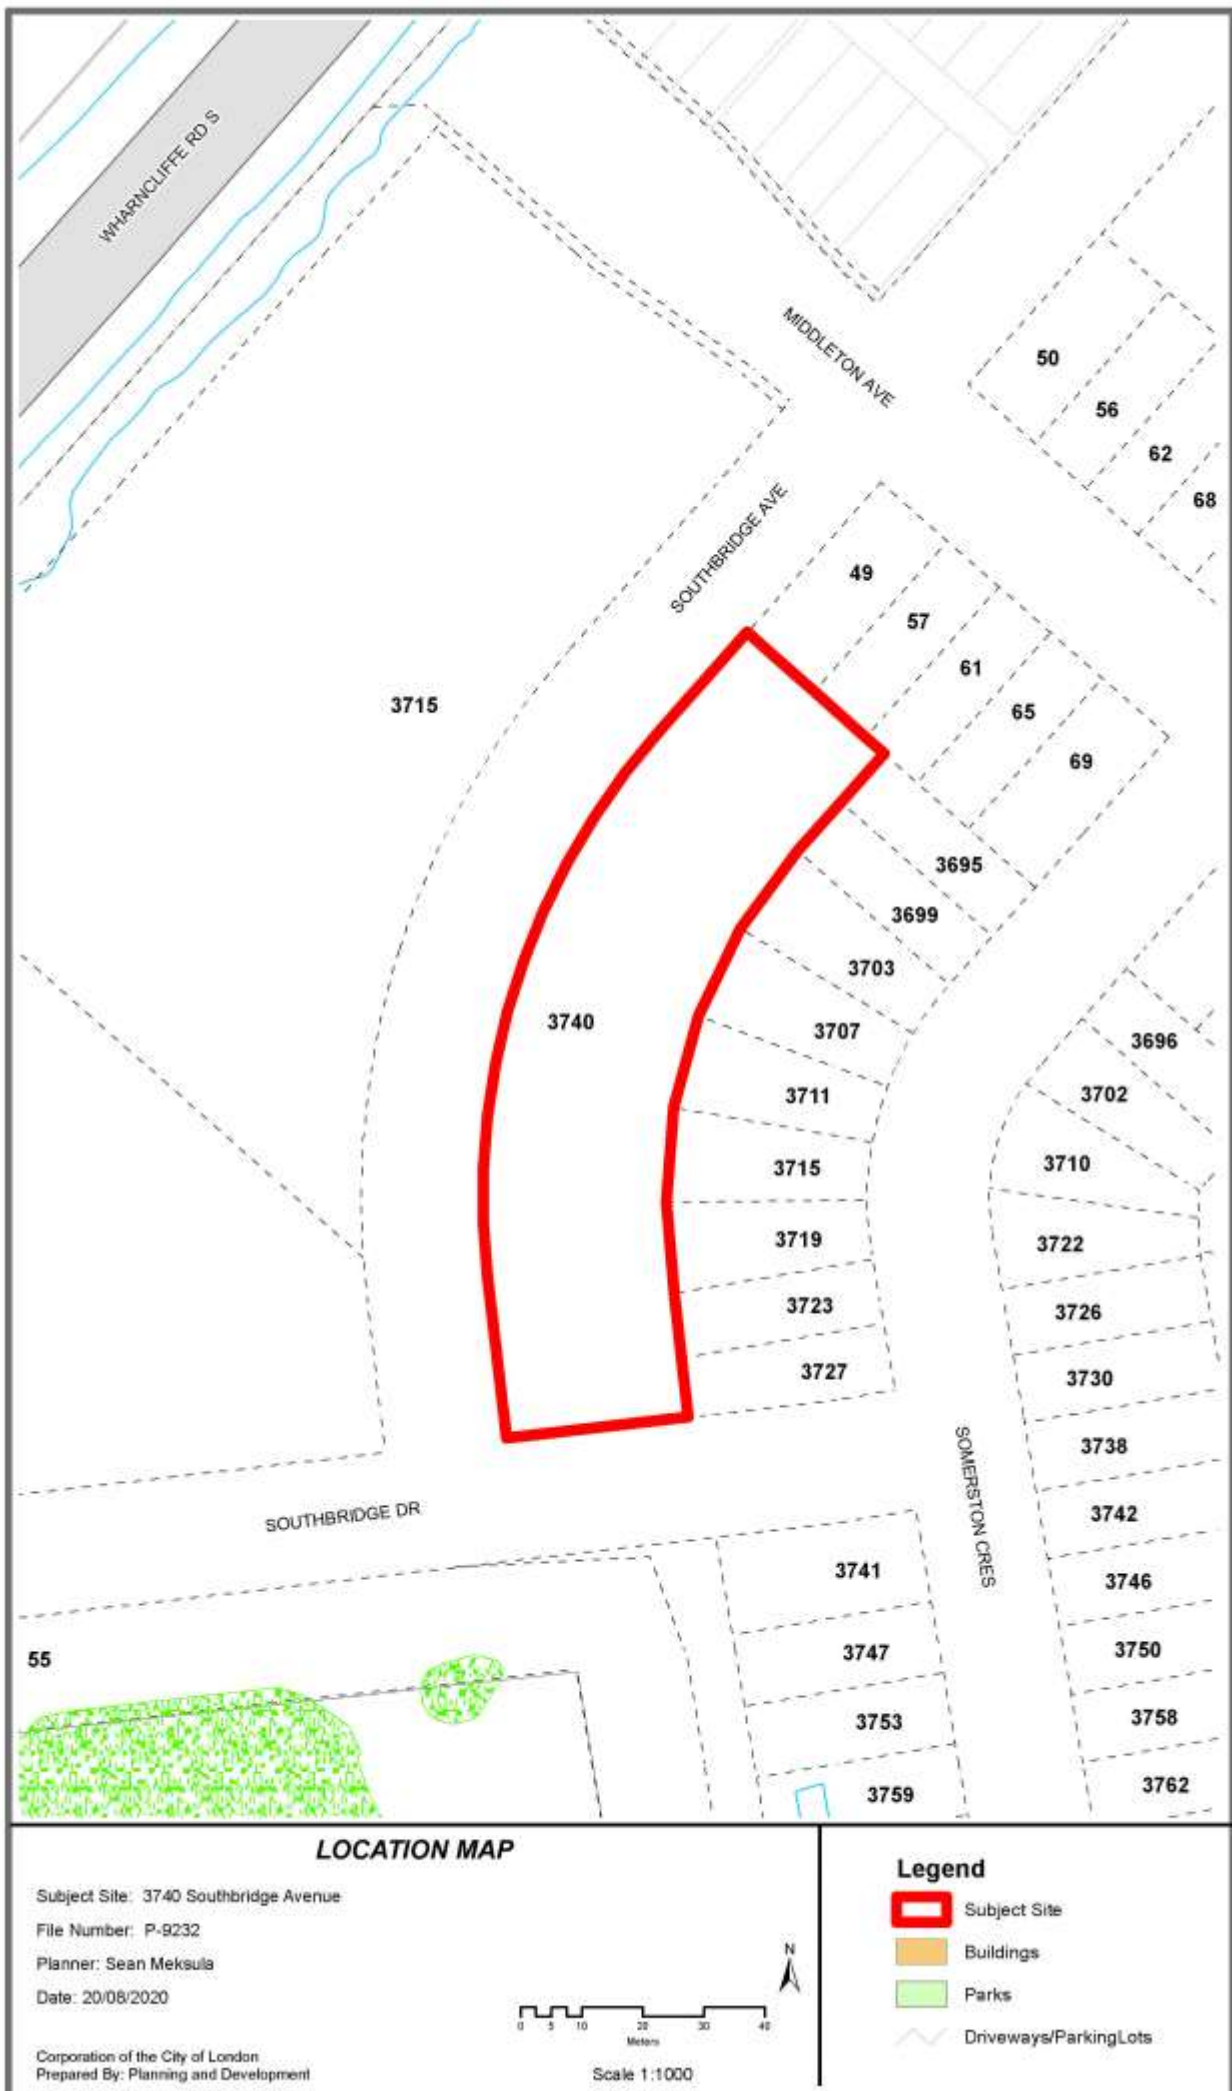 WHARNCLIFFE RD S
MIDDLETON AVE
50
56
62
68
SOUTHBRIDGE AVE
49
57
61
65
69
3715
3695
3699
3703
3740
3707
3696
3711
3702
3715
3710
3719
3722
3723
3726
3727
3730
3738
SOMERSTON CRES
SOUTHBRIDGE DR
3742
3741
3746
55
3747
3750
3753
3758
3759
3762
LOCATION MAP
Subject Site: 3740 Southbridge Avenue
File Number: P-9232
Planner: Sean Meksula
Date: 20/08/2020
Corporation of the City of London
Prepared By: Planning and Development
N
0 5 10 20 30 40
Meters
Scale 1:1000
Legend
Subject Site
Buildings
Parks
Driveways/ParkingLots